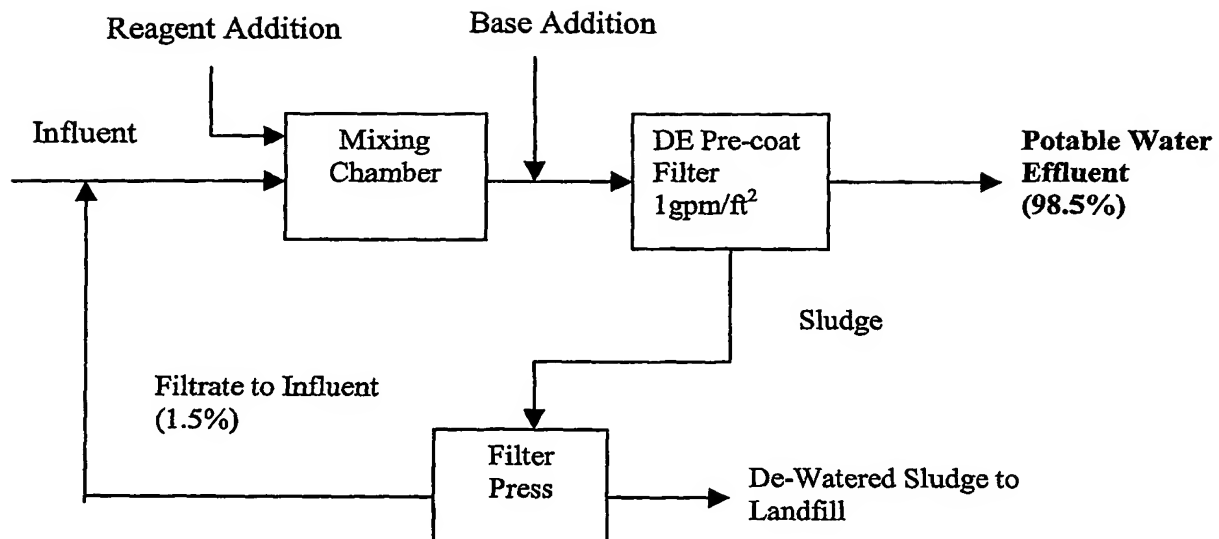 Reagent Addition
Base Addition
Influent
Mixing
Chamber
DE Pre-coat
Filter
1gpm/ft²
Potable Water
Effluent
(98.5%)
Sludge
Filtrate to Influent
(1.5%)
Filter
Press
De-Watered Sludge to
Landfill